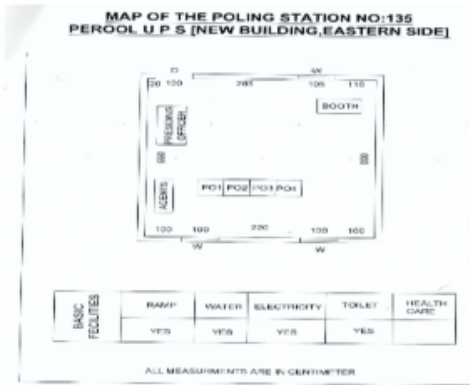 MAP OF THE POLING STATION NO:135
PEROOL U P S [NEW BUILDING,EASTERN SIDE]
D W
20 100 285 106 110
BOOTH
PRESIDING OFFICER
AGENTS
PO1 PO2 PO3 PO4
100 188 220 100 100
W W
BASIC FECILITIES
RAMP WATER ELECTRICITY TOILET HEALTH CARE
YES YES YES YES
ALL MEASURMENTS ARE IN CENTIMETER